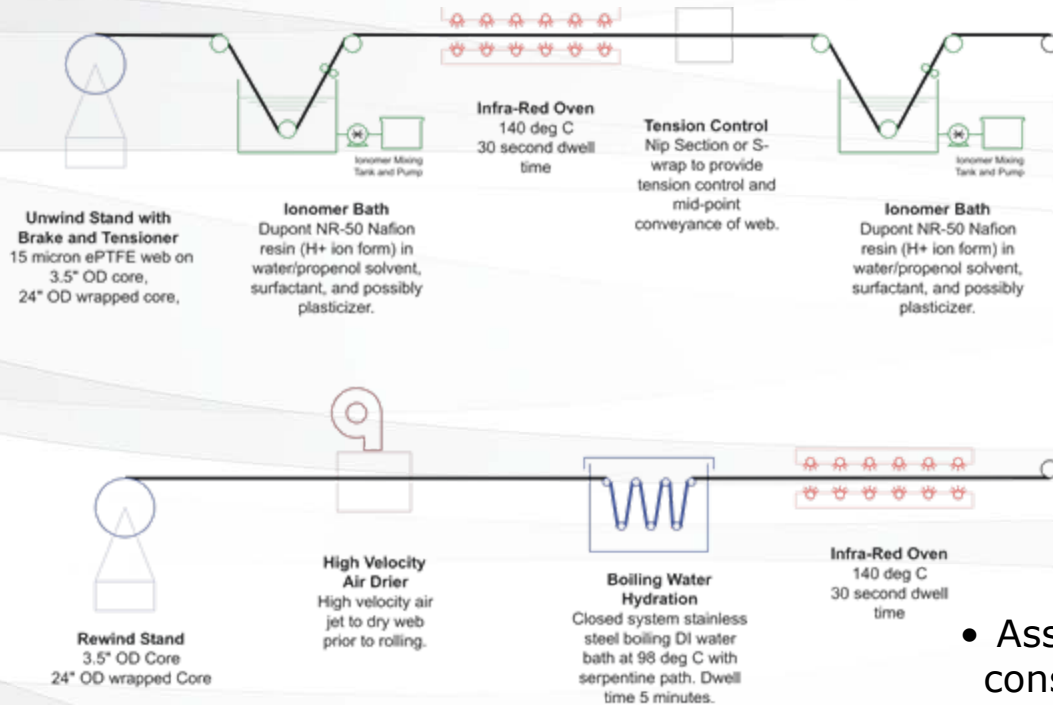 Infra-Red Oven
140 deg C
30 second dwell
time
Tension Control
Nip Section or S-
wrap to provide
tension control and
mid-point
conveyance of web.
Ionomer Mixing
Tank and Pump
Ionomer Mixing
Tank and Pump
Unwind Stand with
Brake and Tensioner
15 micron ePTFE web on
3.5" OD core,
24" OD wrapped core,
Ionomer Bath
Dupont NR-50 Nafion
resin (H+ ion form) in
water/propenol solvent,
surfactant, and possibly
plasticizer.
Ionomer Bath
Dupont NR-50 Nafion
resin (H+ ion form) in
water/propenol solvent,
surfactant, and possibly
plasticizer.
Rewind Stand
3.5" OD Core
24" OD wrapped Core
High Velocity
Air Drier
High velocity air
jet to dry web
prior to rolling.
Boiling Water
Hydration
Closed system stainless
steel boiling DI water
bath at 98 deg C with
serpentine path. Dwell
time 5 minutes.
Infra-Red Oven
140 deg C
30 second dwell
time
• Ass
cons